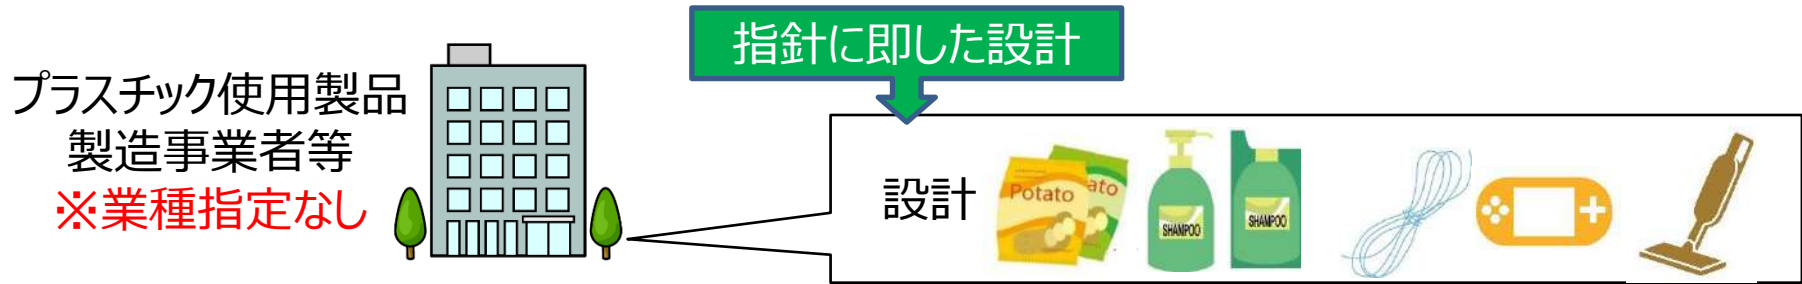 指針に即した設計
プラスチック使用製品
製造事業者等
※業種指定なし
設計
Potato
ato
SHAMPOO
SHAMPOO